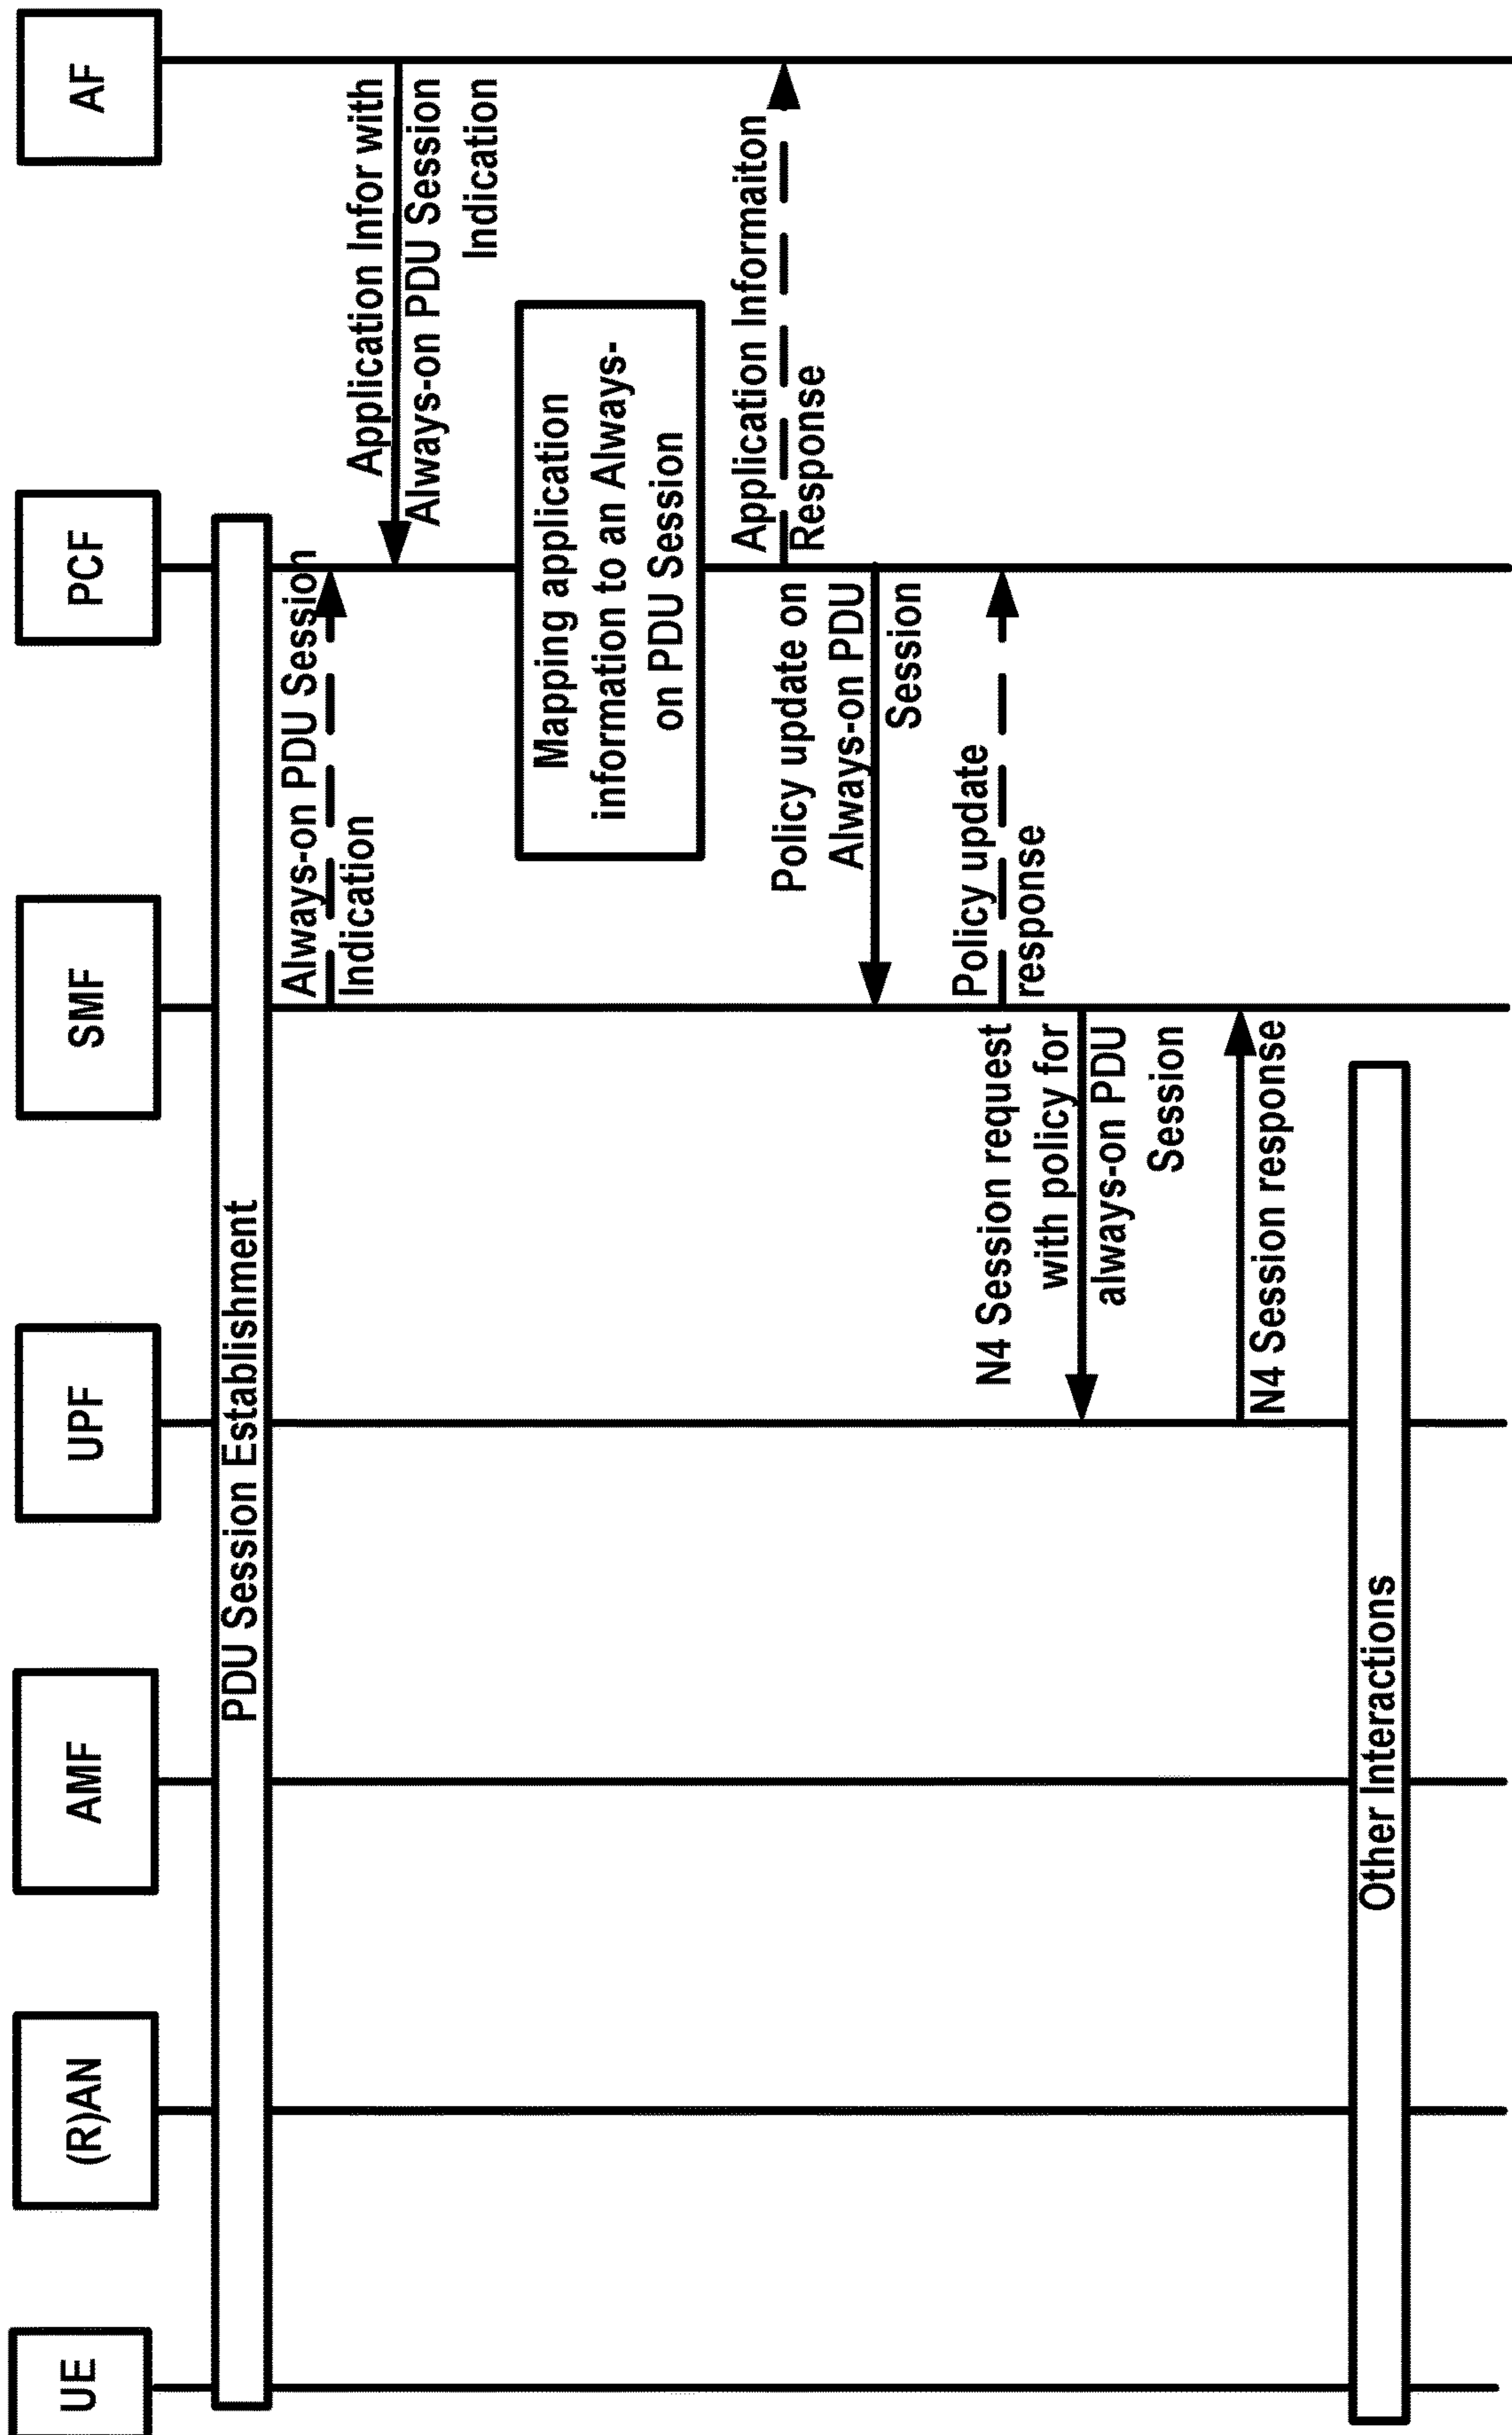 UE
(R)AN
AMF
UPF
SMF
PCF
AF
PDU Session Establishment
Always-on PDU Session
Indication
Application Infor with
Always-on PDU Session
Indication
Mapping application
information to an Always-
on PDU Session
Application Informaiton
Response
Policy update on
Always-on PDU
Session
Policy update
response
N4 Session request
with policy for
always-on PDU
Session
N4 Session response
Other Interactions